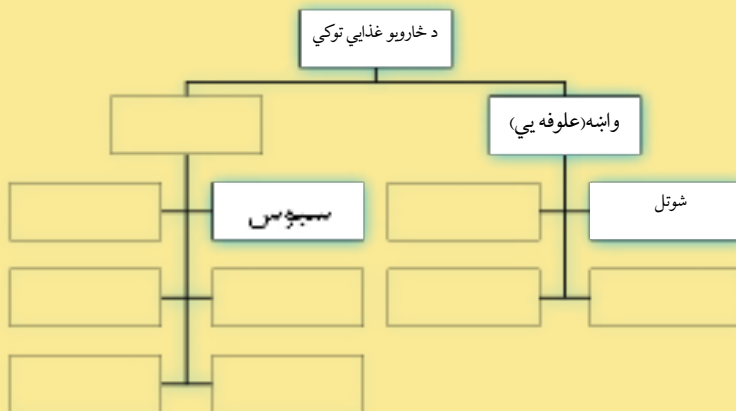 د څارويو غذايي توکي
واښه(علوفه يي)
شوتل
سبوس